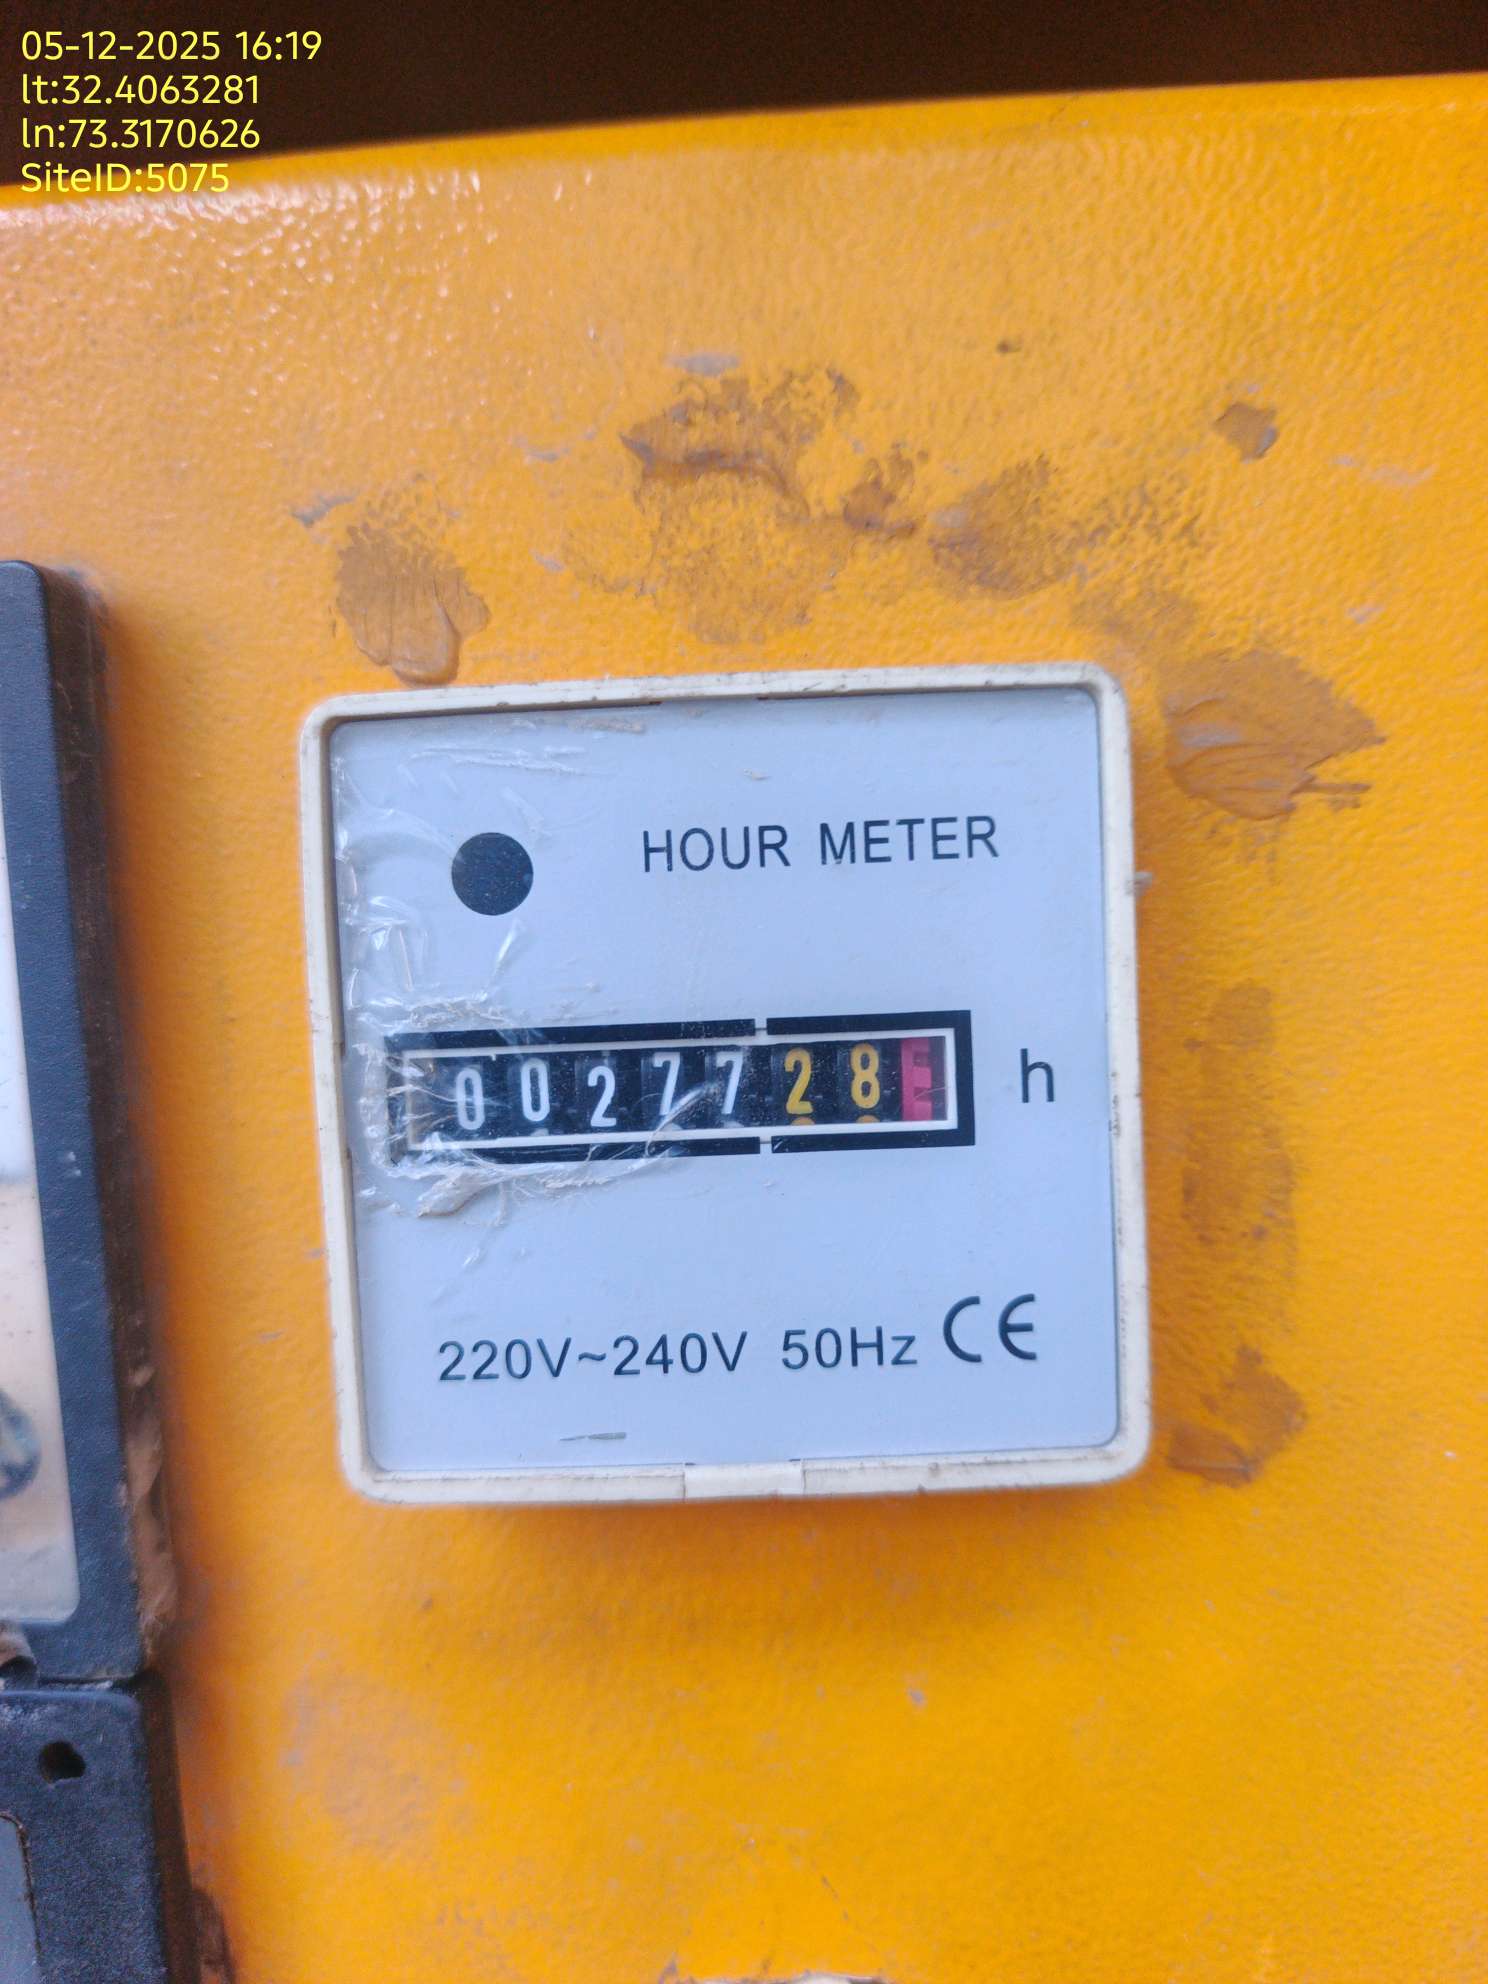 05-12-2025 16:19
lt:32.4063281
ln:73.3170626
SiteID:5075
HOUR METER
0027728 h
220V~240V 50Hz CE